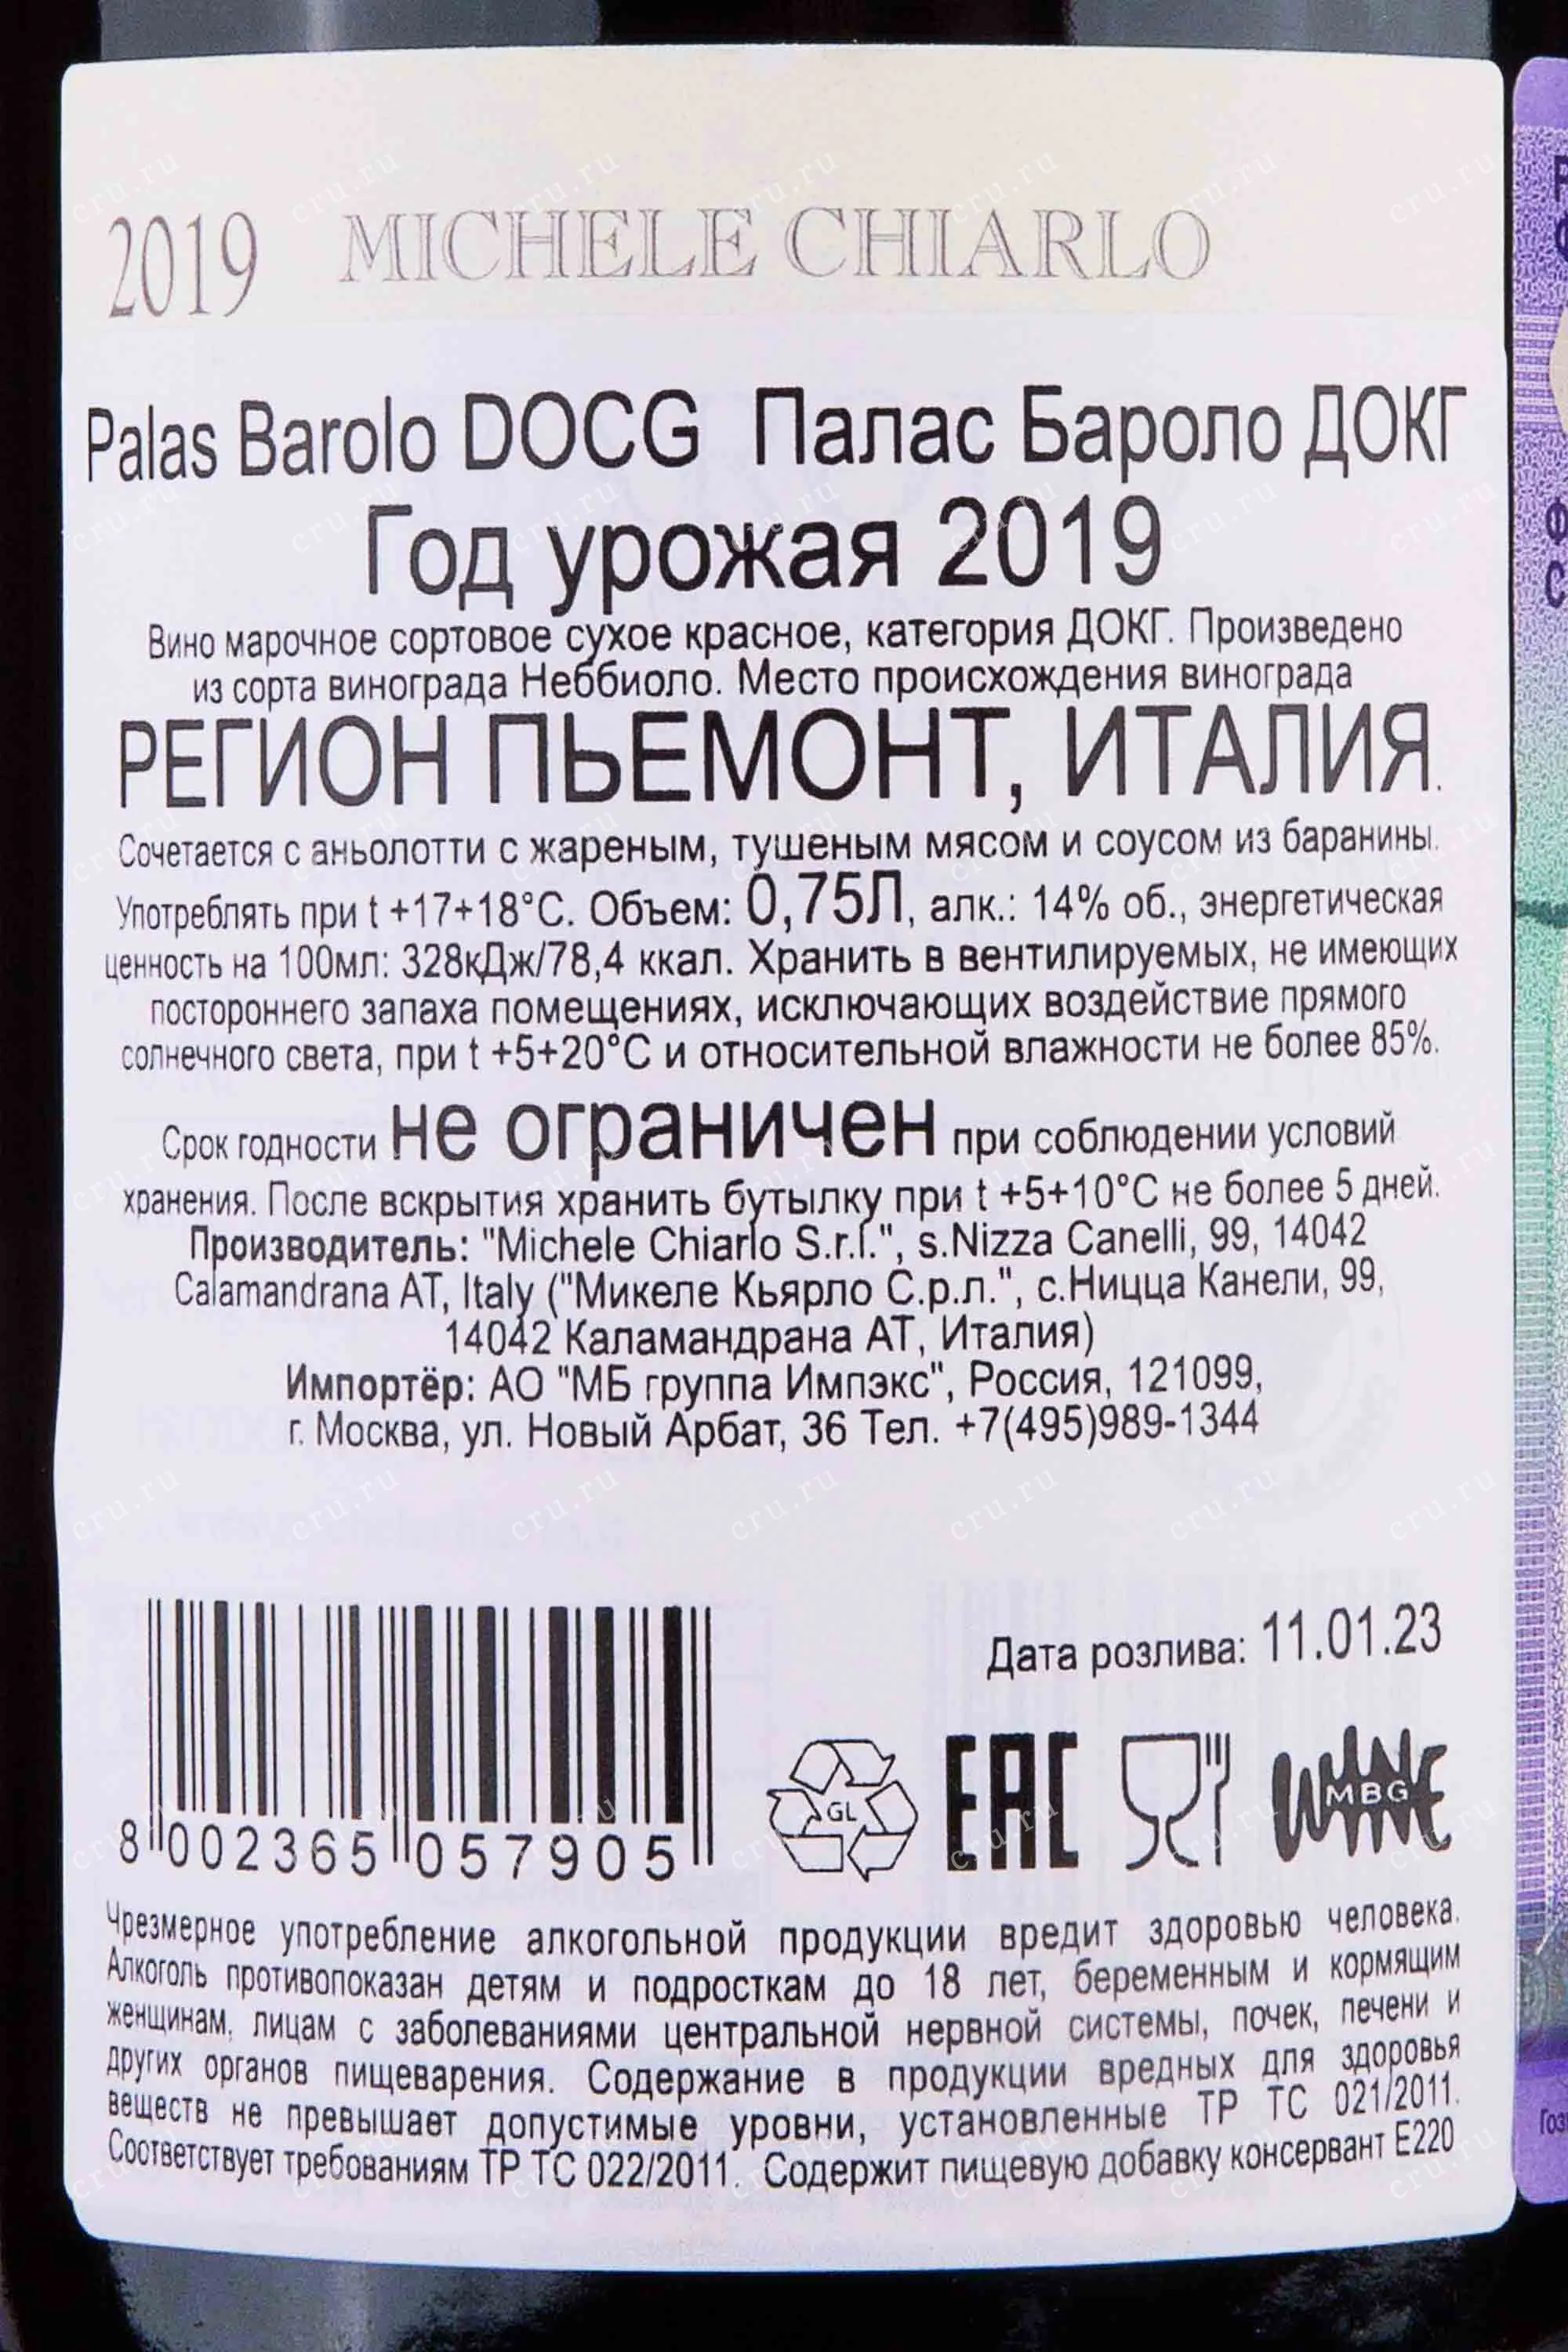 2019 MICHELE CHIARLO
Palas Barolo DOCG Палас Бароло ДОКГ
Год урожая 2019
Вино марочное сортовое сухое красное, категория ДОКГ. Произведено
из сорта винограда Неббиоло. Место происхождения винограда
РЕГИОН ПЬЕМОНТ, ИТАЛИЯ.
Сочетается с аньолотти с жареным, тушеным мясом и соусом из баранины.
Употреблять при t +17+18°C. Объем: 0,75Л, алк.: 14% об., энергетическая
ценность на 100мл: 328кДж/78,4 ккал. Хранить в вентилируемых, не имеющих
постороннего запаха помещениях, исключающих воздействие прямого
солнечного света, при t +5+20°C и относительной влажности не более 85%.
Срок годности не ограничен при соблюдении условий
хранения. После вскрытия хранить бутылку при t +5+10°C не более 5 дней.
Производитель: "Michele Chiarlo S.r.l.", s.Nizza Canelli, 99, 14042
Calamandrana AT, Italy ("Микеле Кьярло С.р.л.", с.Ницца Канели, 99,
14042 Каламандрана АТ, Италия)
Импортёр: АО "МБ группа Импэкс", Россия, 121099,
г. Москва, ул. Новый Арбат, 36 Тел. +7(495)989-1344
Дата розлива: 11.01.23
8 002365 057905
GL
EAC
WINE
MBG
Чрезмерное употребление алкогольной продукции вредит здоровью человека.
Алкоголь противопоказан детям и подросткам до 18 лет, беременным и кормящим
женщинам, лицам с заболеваниями центральной нервной системы, почек, печени и
других органов пищеварения. Содержание в продукции вредных для здоровья
веществ не превышает допустимые уровни, установленные ТР ТС 021/2011.
Соответствует требованиям ТР ТС 022/2011. Содержит пищевую добавку консервант Е220
cru.ru